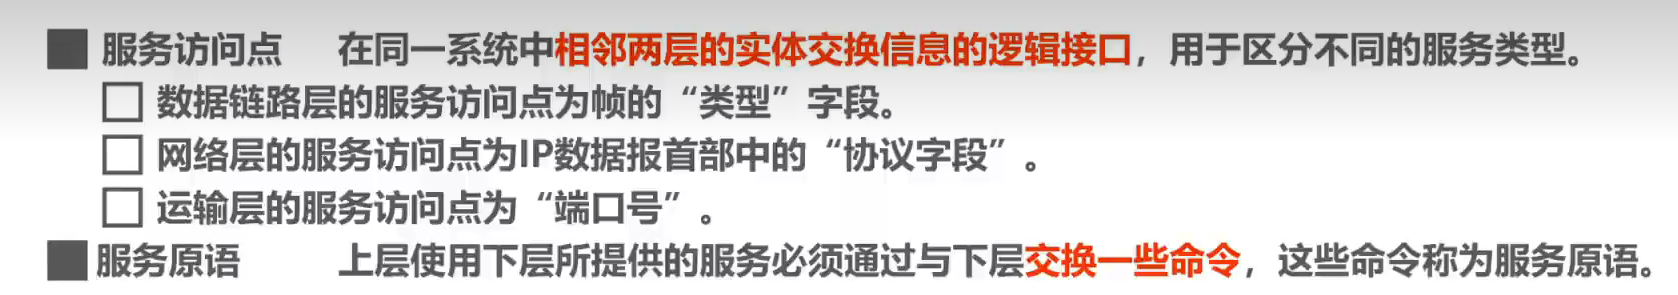 服务访问点 在同一系统中相邻两层的实体交换信息的逻辑接口，用于区分不同的服务类型。
数据链路层的服务访问点为帧的“类型”字段。
网络层的服务访问点为IP数据报首部中的“协议字段”。
运输层的服务访问点为“端口号”。
服务原语 上层使用下层所提供的服务必须通过与下层交换一些命令，这些命令称为服务原语。